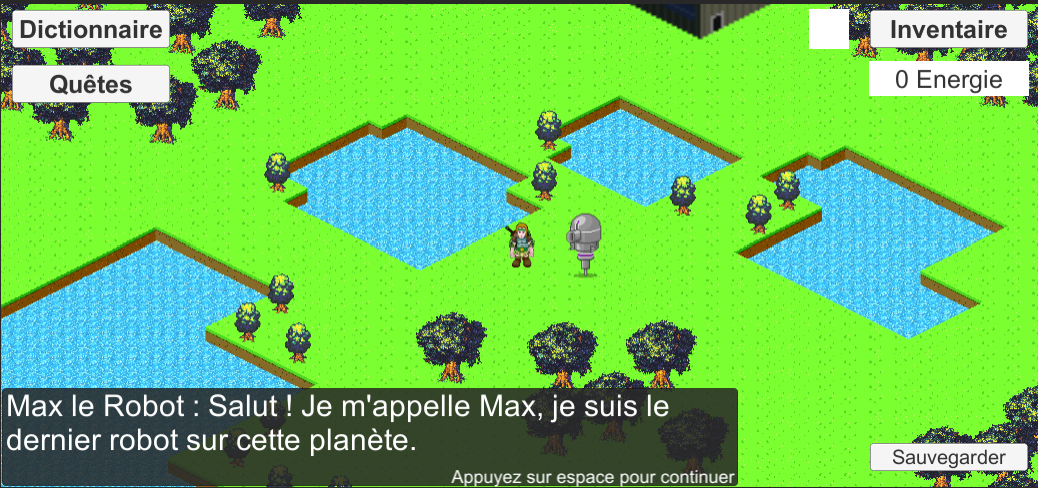 Dictionnaire
Inventaire
Quêtes
0 Energie
Max le Robot : Salut ! Je m'appelle Max, je suis le
dernier robot sur cette planète.
Appuyez sur espace pour continuer
Sauvegarder